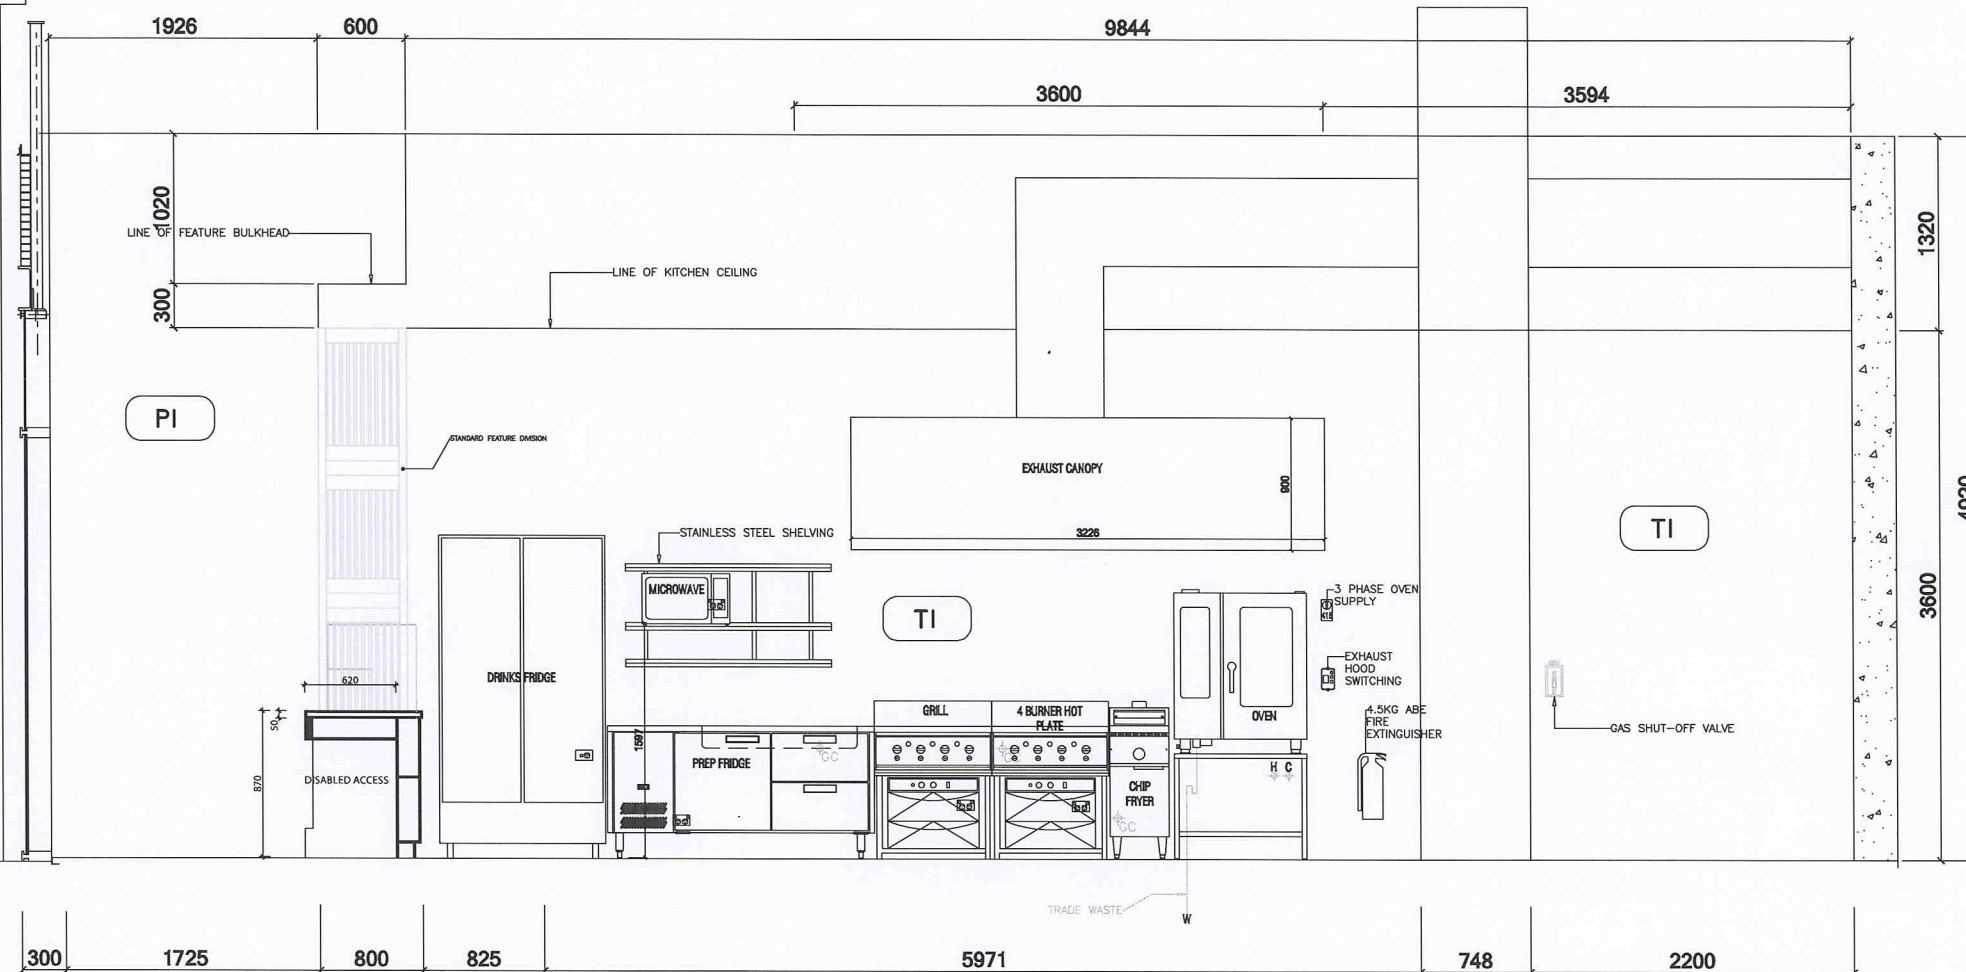 1926
600
9844
3600
3594
1020
LINE OF FEATURE BULKHEAD
300
LINE OF KITCHEN CEILING
1320
PI
STANDARD FEATURE DIVISION
EXHAUST CANOPY
900
3226
TI
4920
STAINLESS STEEL SHELVING
MICROWAVE
TI
3 PHASE OVEN
SUPPLY
415
3600
EXHAUST
HOOD
SWITCHING
DRINKS FRIDGE
620
50
870
DISABLED ACCESS
1597
PREP FRIDGE
GC
GRILL
4 BURNER HOT
PLATE
CHIP
FRYER
GC
OVEN
H C
4.5KG ABE
FIRE
EXTINGUISHER
GAS SHUT-OFF VALVE
TRADE WASTE
W
300
1725
800
825
5971
748
2200